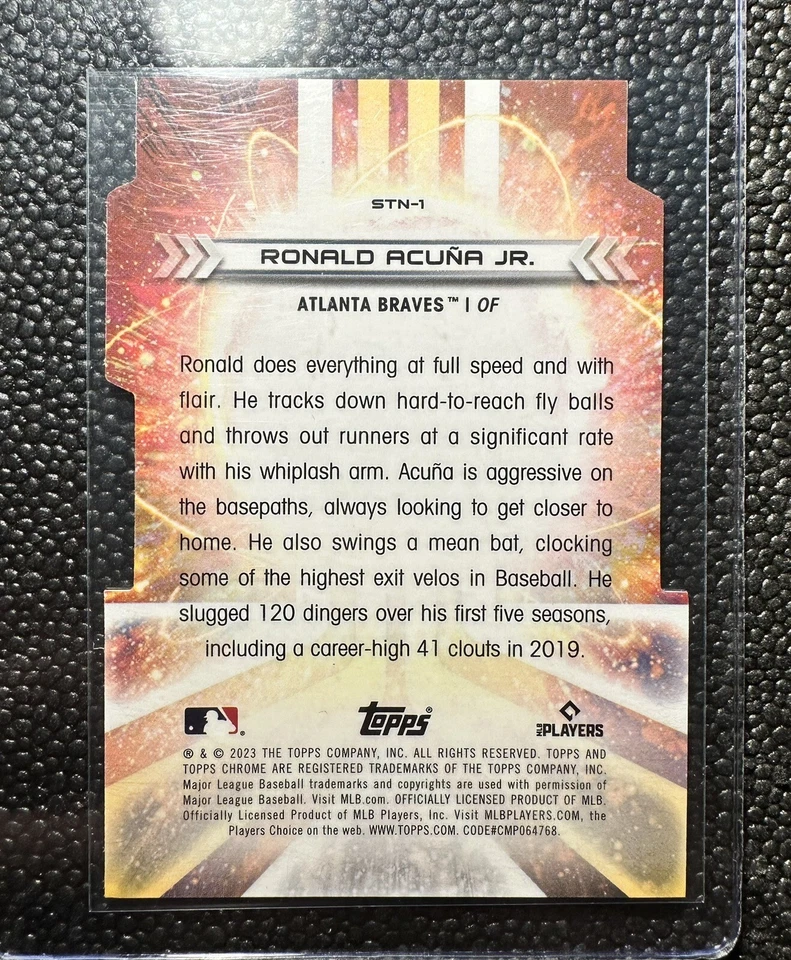 STN-1
RONALD ACUÑA JR.
ATLANTA BRAVES™ | OF
Ronald does everything at full speed and with
flair. He tracks down hard-to-reach fly balls
and throws out runners at a significant rate
with his whiplash arm. Acuña is aggressive on
the basepaths, always looking to get closer to
home. He also swings a mean bat, clocking
some of the highest exit velos in Baseball. He
slugged 120 dingers over his first five seasons,
including a career-high 41 clouts in 2019.
topps®
MLB PLAYERS
® & © 2023 THE TOPPS COMPANY, INC. ALL RIGHTS RESERVED. TOPPS AND
TOPPS CHROME ARE REGISTERED TRADEMARKS OF THE TOPPS COMPANY, INC.
Major League Baseball trademarks and copyrights are used with permission of
Major League Baseball. Visit MLB.com. OFFICIALLY LICENSED PRODUCT OF MLB.
Officially Licensed Product of MLB Players, Inc. Visit MLBPLAYERS.COM, the
Players Choice on the web. WWW.TOPPS.COM. CODE#CMP064768.